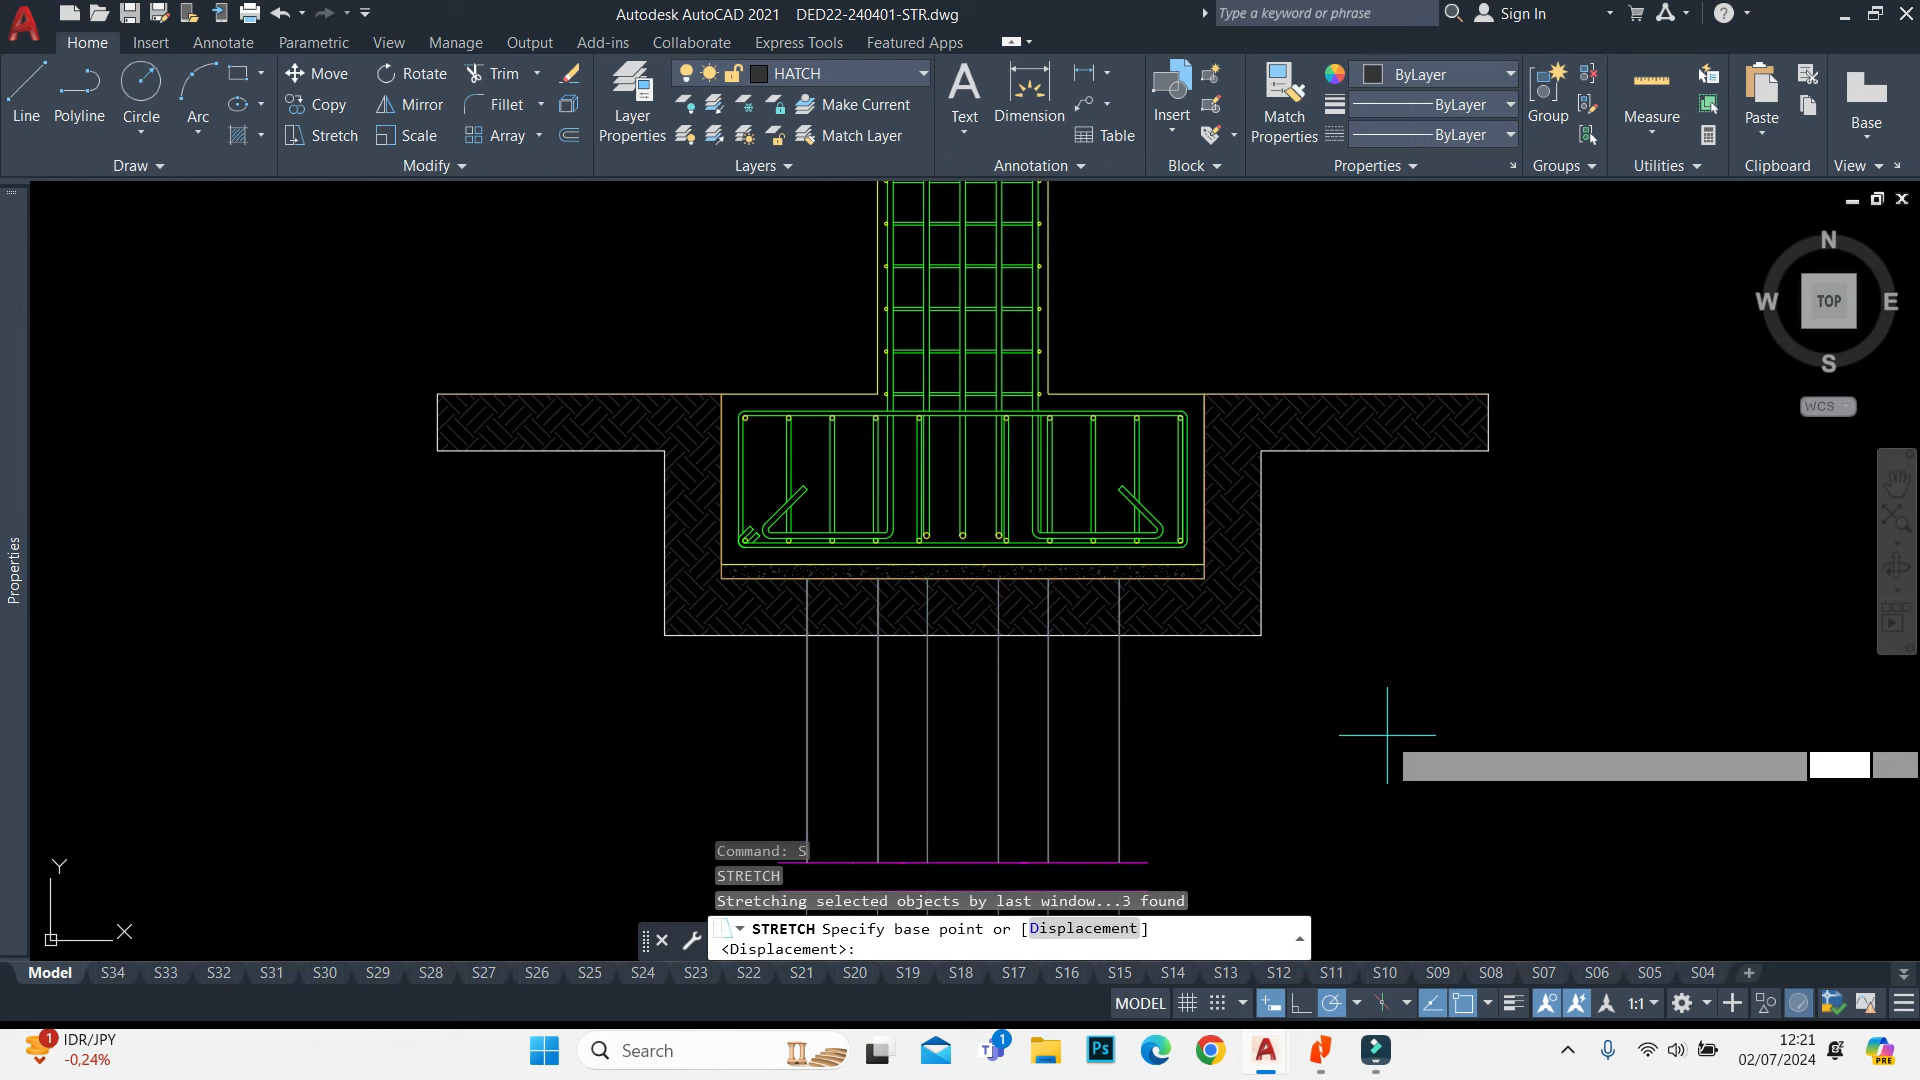 Autodesk AutoCAD 2021 DED22-240401-STR.dwg
Type a keyword or phrase
Sign In
Home Insert Annotate Parametric View Manage Output Add-ins Collaborate Express Tools Featured Apps
Line Polyline Circle Arc
Move Rotate Trim
Copy Mirror Fillet
Stretch Scale Array
Layer Properties
HATCH
Make Current
Match Layer
Text Dimension Table
Insert
Match Properties
ByLayer
ByLayer
ByLayer
Group Measure Paste Base
Draw Modify Layers Annotation Block Properties Groups Utilities Clipboard View
N
W TOP E
S
WCS
Properties
Y
X
Command: S
STRETCH
Stretching selected objects by last window...3 found
STRETCH Specify base point or [Displacement]
<Displacement>:
Model S34 S33 S32 S31 S30 S29 S28 S27 S26 S25 S24 S23 S22 S21 S20 S19 S18 S17 S16 S15 S14 S13 S12 S11 S10 S09 S08 S07 S06 S05 S04
MODEL 1:1
1 IDR/JPY
-0,24%
Search
1
Ps
PRE
12:21
02/07/2024